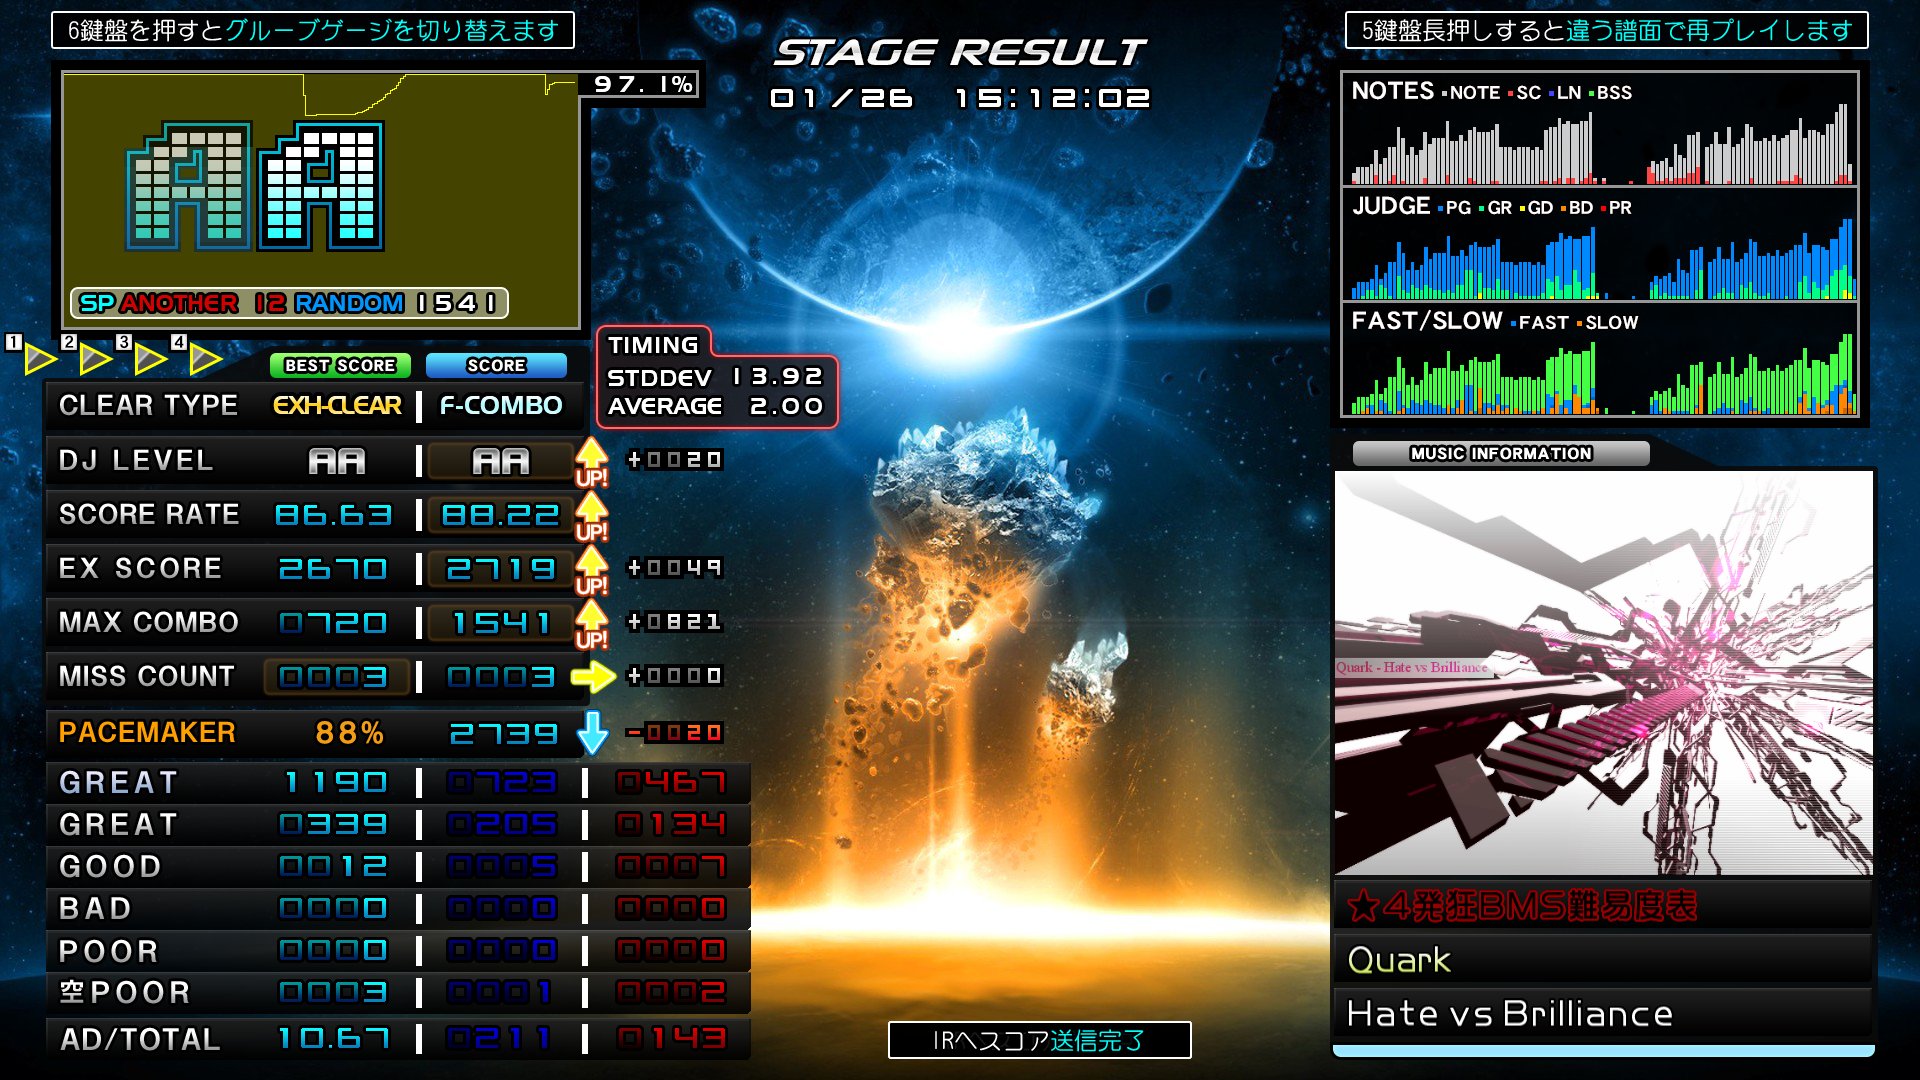 6鍵盤を押すとグルーブゲージを切り替えます
97.1%
SP ANOTHER 12 RANDOM 1541
STAGE RESULT
01/26 15:12:02
5鍵盤長押しすると違う譜面で再プレイします
NOTES NOTE SC LN BSS
JUDGE PG GR GD BD PR
FAST/SLOW FAST SLOW
1 2 3 4
BEST SCORE SCORE
TIMING
STDDEV 13.92
AVERAGE 2.00
CLEAR TYPE EXH-CLEAR F-COMBO
DJ LEVEL AA AA UP! +0020
SCORE RATE 86.63 88.22 UP!
EX SCORE 2670 2719 UP! +0049
MAX COMBO 0720 1541 UP! +0821
MISS COUNT 0003 0003 +0000
PACEMAKER 88% 2739 -0020
GREAT 1190 0723 0467
GREAT 0339 0205 0134
GOOD 0012 0005 0007
BAD 0000 0000 0000
POOR 0000 0000 0000
空POOR 0003 0001 0002
AD/TOTAL 10.67 0211 0143
IRへスコア送信完了
MUSIC INFORMATION
Quark - Hate vs Brilliance
★4発狂BMS難易度表
Quark
Hate vs Brilliance